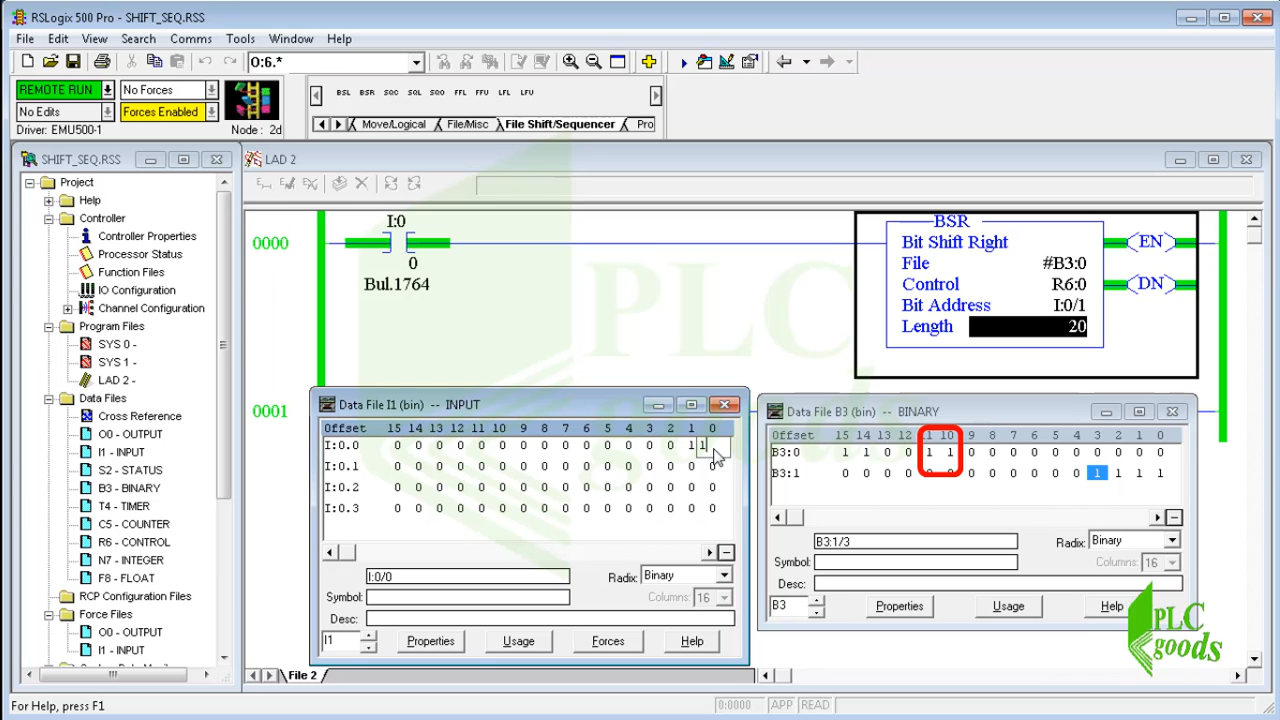 RSLogix 500 Pro - SHIFT_SEQ.RSS
File Edit View Search Comms Tools Window Help
O:6.*
REMOTE RUN No Forces
No Edits Forces Enabled
Driver: EMU500-1 Node : 2d
BSL BSR SQC SQL SQO FFL FFU LFL LFU
Move/Logical File/Misc File Shift/Sequencer Pro
SHIFT_SEQ.RSS
Project
Help
Controller
Controller Properties
Processor Status
Function Files
IO Configuration
Channel Configuration
Program Files
SYS 0 -
SYS 1 -
LAD 2 -
Data Files
Cross Reference
O0 - OUTPUT
I1 - INPUT
S2 - STATUS
B3 - BINARY
T4 - TIMER
C5 - COUNTER
R6 - CONTROL
N7 - INTEGER
F8 - FLOAT
RCP Configuration Files
Force Files
O0 - OUTPUT
I1 - INPUT
LAD 2
0000
I:0
0
Bul.1764
BSR
Bit Shift Right
File #B3:0
Control R6:0
Bit Address I:0/1
Length 20
EN
DN
0001
PLC
goods
Data File I1 (bin) -- INPUT
Offset 15 14 13 12 11 10 9 8 7 6 5 4 3 2 1 0
I:0.0 0 0 0 0 0 0 0 0 0 0 0 0 0 0 1 1
I:0.1 0 0 0 0 0 0 0 0 0 0 0 0 0 0 0 0
I:0.2 0 0 0 0 0 0 0 0 0 0 0 0 0 0 0 0
I:0.3 0 0 0 0 0 0 0 0 0 0 0 0 0 0 0 0
I:0/0 Radix: Binary
Symbol: Columns: 16
Desc:
I1 Properties Usage Forces Help
Data File B3 (bin) -- BINARY
Offset 15 14 13 12 11 10 9 8 7 6 5 4 3 2 1 0
B3:0 1 1 0 0 1 1 0 0 0 0 0 0 0 0 0 0
B3:1 0 0 0 0 0 0 0 0 0 0 0 0 1 1 1 1
B3:1/3 Radix: Binary
Symbol: Columns: 16
Desc:
B3 Properties Usage Help
PLC
goods
File 2
For Help, press F1
0:0000 APP READ